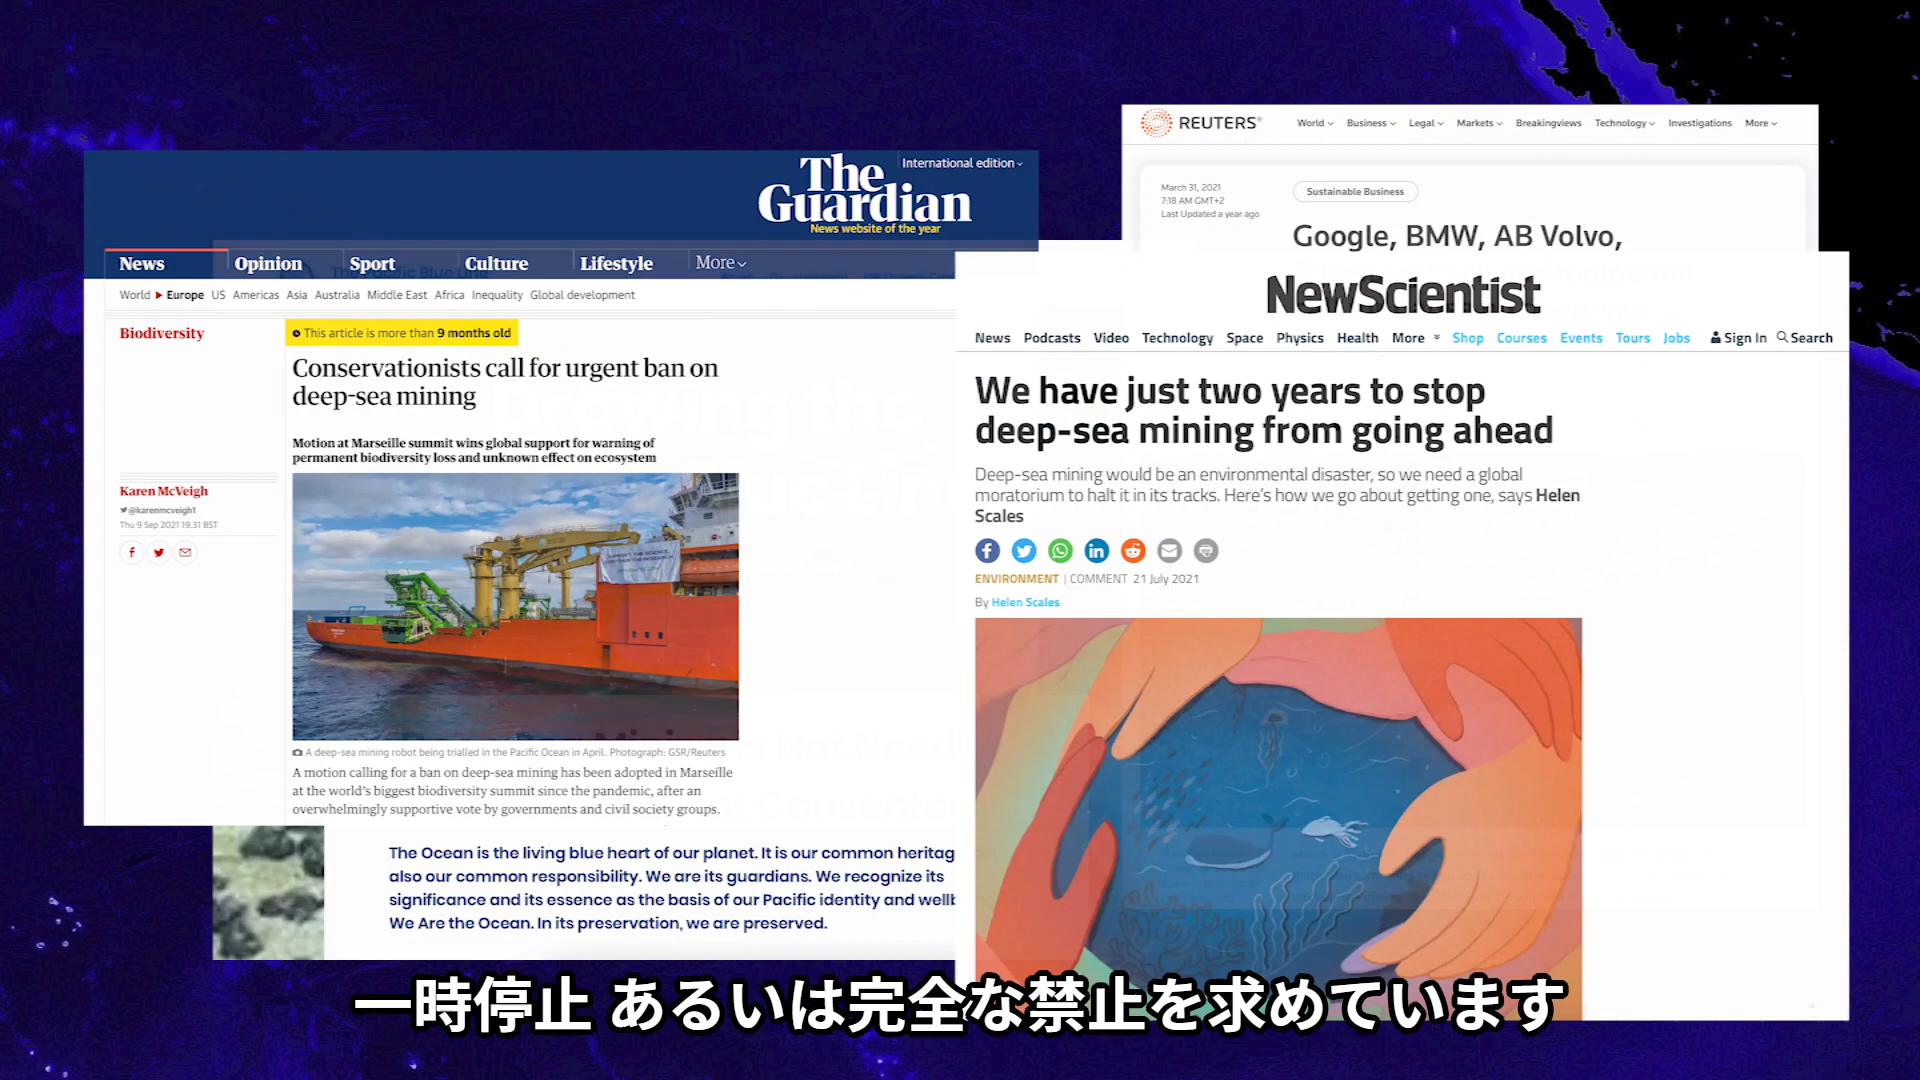 REUTERS
World Business Legal Markets Breakingviews Technology Investigations More
March 31, 2021
7:18 AM GMT+2
Last Updated a year ago
Sustainable Business
Google, BMW, AB Volvo,
International edition
The
Guardian
News website of the year
News Opinion Sport Culture Lifestyle More
World Europe US Americas Asia Australia Middle East Africa Inequality Global development
Biodiversity
This article is more than 9 months old
Conservationists call for urgent ban on
deep-sea mining
Motion at Marseille summit wins global support for warning of
permanent biodiversity loss and unknown effect on ecosystem
Karen McVeigh
@karenmcveigh1
Thu 9 Sep 2021 19.31 BST
A deep-sea mining robot being trialled in the Pacific Ocean in April. Photograph: GSR/Reuters
A motion calling for a ban on deep-sea mining has been adopted in Marseille
at the world's biggest biodiversity summit since the pandemic, after an
overwhelmingly supportive vote by governments and civil society groups.
NewScientist
News Podcasts Video Technology Space Physics Health More Shop Courses Events Tours Jobs Sign In Search
We have just two years to stop
deep-sea mining from going ahead
Deep-sea mining would be an environmental disaster, so we need a global
moratorium to halt it in its tracks. Here's how we go about getting one, says Helen
Scales
ENVIRONMENT | COMMENT 21 July 2021
By Helen Scales
The Ocean is the living blue heart of our planet. It is our common heritag
also our common responsibility. We are its guardians. We recognize its
significance and its essence as the basis of our Pacific identity and wellb
We Are the Ocean. In its preservation, we are preserved.
一時停止 あるいは完全な禁止を求めています